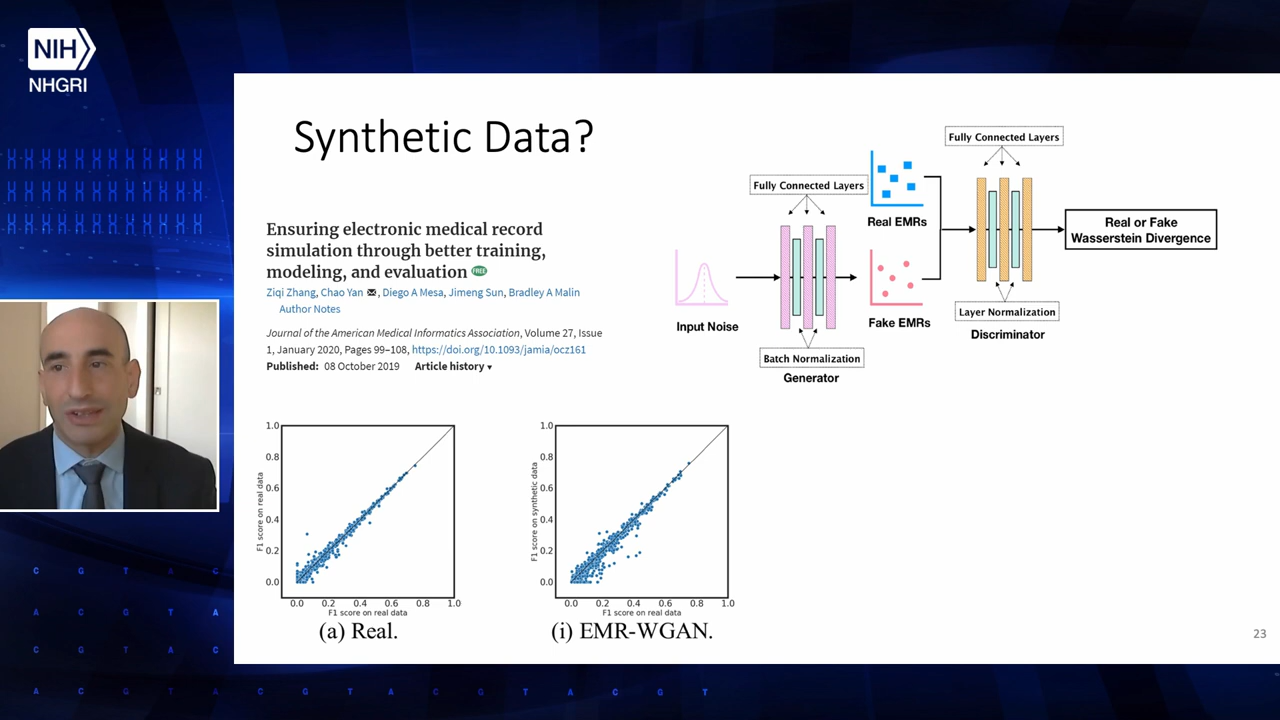 NIH
NHGRI
Synthetic Data?
Ensuring electronic medical record
simulation through better training,
modeling, and evaluation FREE
Ziqi Zhang, Chao Yan, Diego A Mesa, Jimeng Sun, Bradley A Malin
Author Notes
Journal of the American Medical Informatics Association, Volume 27, Issue
1, January 2020, Pages 99–108, https://doi.org/10.1093/jamia/ocz161
Published: 08 October 2019 Article history ▾
Input Noise
Fully Connected Layers
Batch Normalization
Generator
Real EMRs
Fake EMRs
Fully Connected Layers
Layer Normalization
Discriminator
Real or Fake
Wasserstein Divergence
1.0
0.8
0.6
0.4
0.2
0.0
F1 score on real data
0.0 0.2 0.4 0.6 0.8 1.0
F1 score on real data
(a) Real.
1.0
0.8
0.6
0.4
0.2
0.0
F1 score on synthetic data
0.0 0.2 0.4 0.6 0.8 1.0
F1 score on real data
(i) EMR-WGAN.
23
C G T A C
A C G T A
C G T A C
A C G T A C G T A C G T A C G T